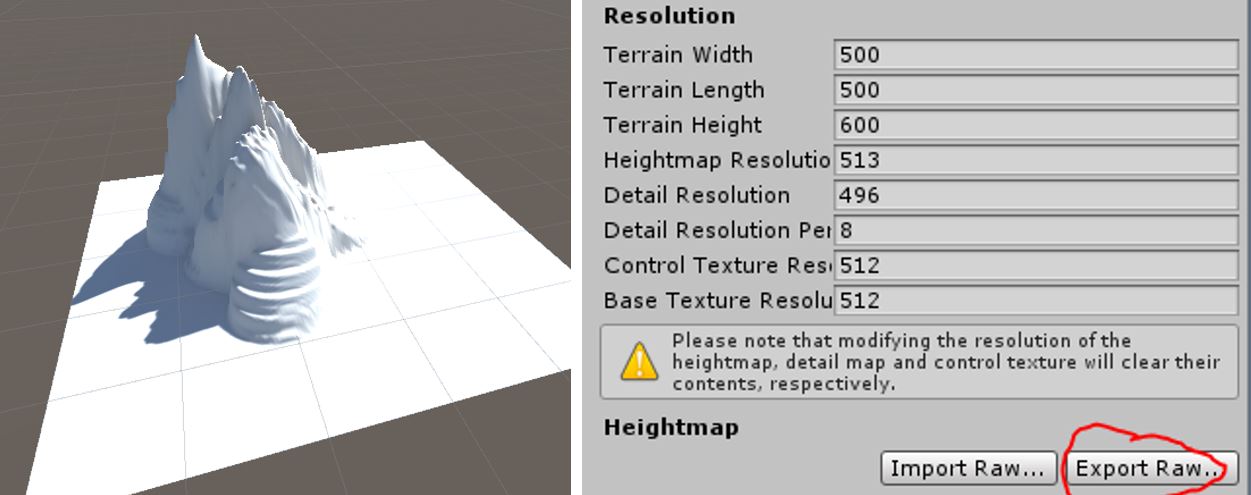 Resolution
Terrain Width 500
Terrain Length 500
Terrain Height 600
Heightmap Resolutio 513
Detail Resolution 496
Detail Resolution Per 8
Control Texture Res 512
Base Texture Resolu 512
Please note that modifying the resolution of the
heightmap, detail map and control texture will clear their
contents, respectively.
Heightmap
Import Raw... Export Raw...